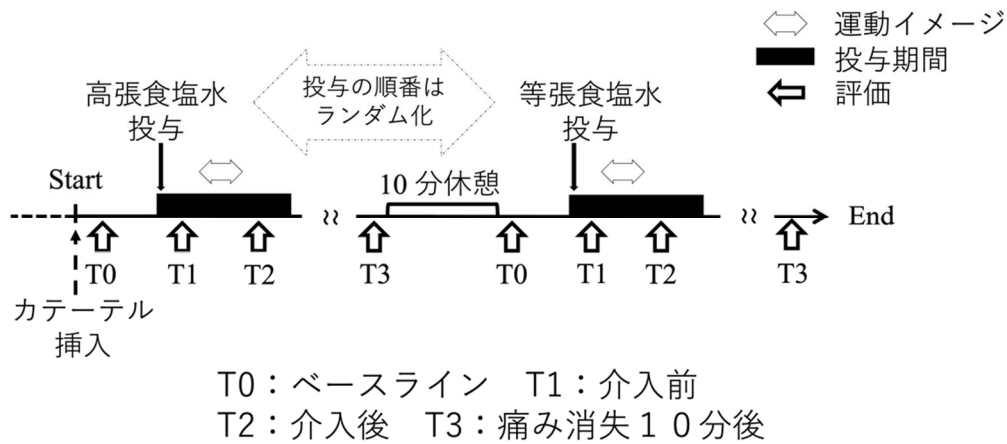 運動イメージ
投与期間
評価
投与の順番は
ランダム化
高張食塩水
投与
等張食塩水
投与
Start
10分休憩
≈
≈
End
T0
T1
T2
T3
T0
T1
T2
T3
カテーテル
挿入
T0：ベースライン　T1：介入前
T2：介入後　T3：痛み消失１０分後